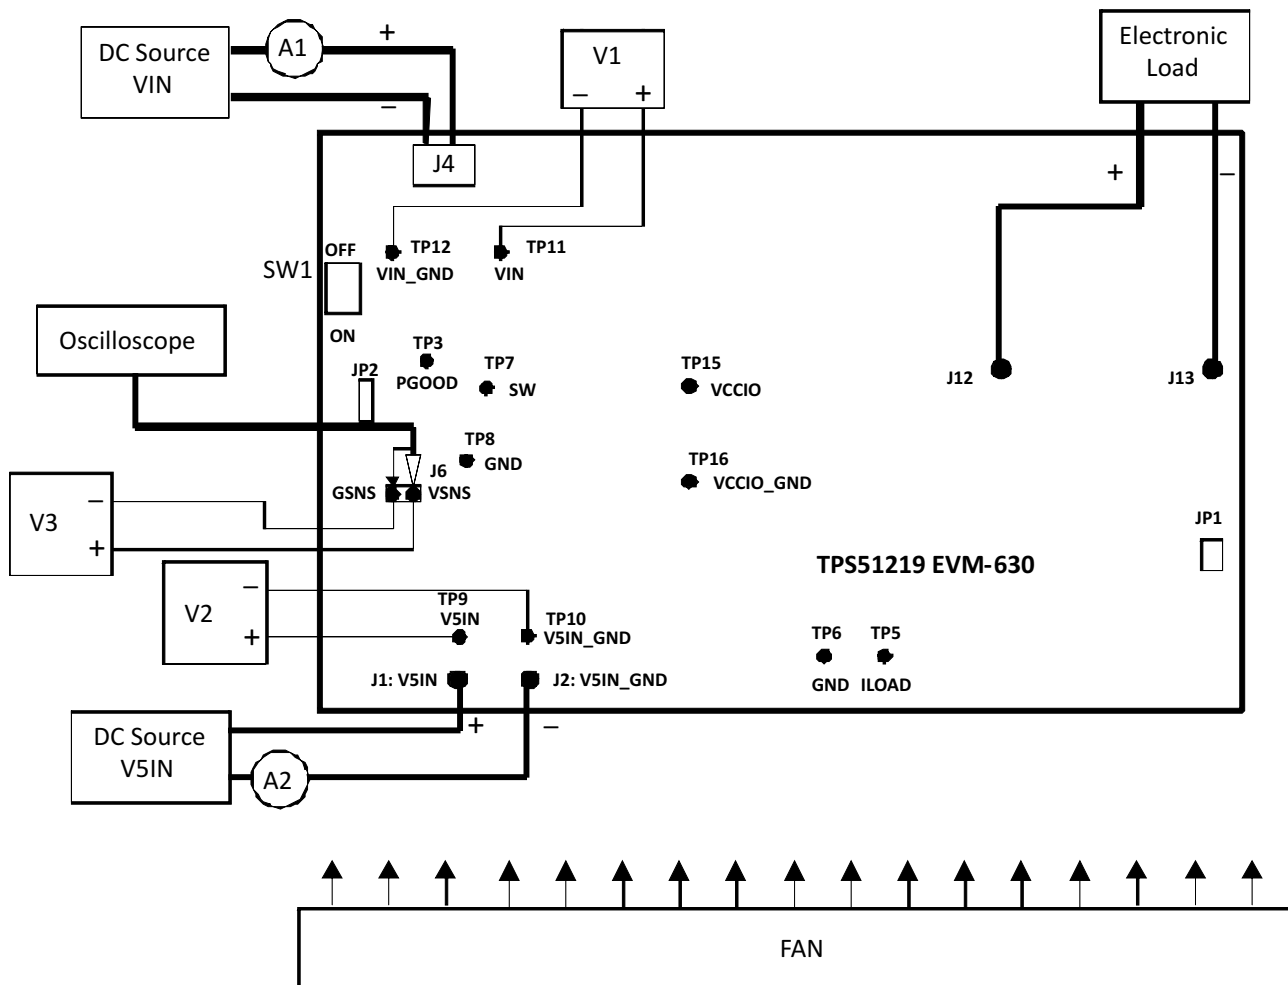 DC Source
VIN
A1
+
–
V1
– +
Electronic
Load
+
–
J4
OFF
SW1
ON
TP12
VIN_GND
TP11
VIN
Oscilloscope
TP3
PGOOD
JP2
TP7
SW
TP15
VCCIO
J12
J13
TP8
GND
J6
GSNS
VSNS
TP16
VCCIO_GND
V3
–
+
JP1
TPS51219 EVM-630
V2
–
+
TP9
V5IN
TP10
V5IN_GND
J1: V5IN
J2: V5IN_GND
TP6
GND
TP5
ILOAD
+
–
DC Source
V5IN
A2
FAN